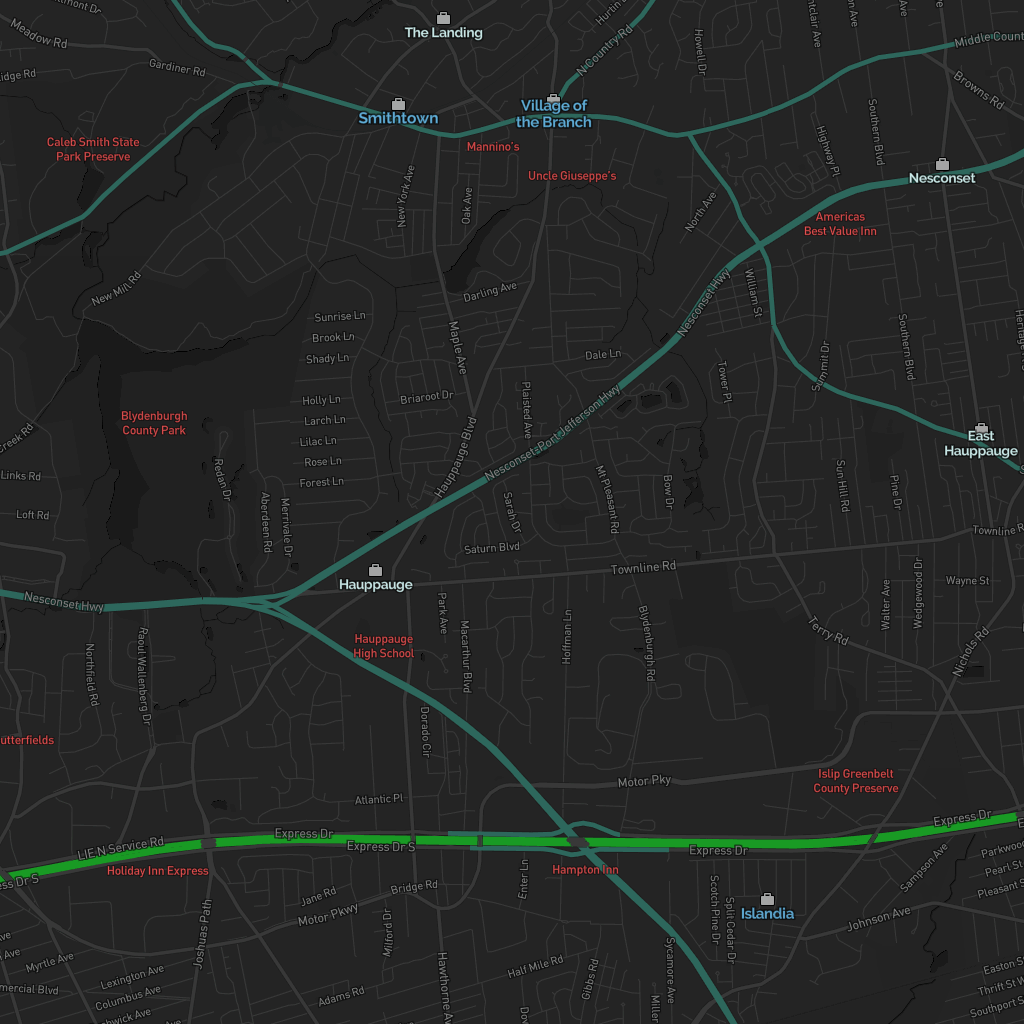 Meadow Rd
The Landing
N Country Rd
Howell Dr
Gardiner Rd
Browns Rd
Smithtown
Village of
the Branch
Southern Blvd
Highway Pl
Caleb Smith State
Park Preserve
Mannino's
Uncle Giuseppe's
Nesconset
New York Ave
Oak Ave
North Ave
Americas
Best Value Inn
New Mill Rd
Darling Ave
William St
Nesconset Hwy
Sunrise Ln
Brook Ln
Shady Ln
Maple Ave
Dale Ln
Summit Dr
Southern Blvd
Tower Pl
Holly Ln
Briaroot Dr
Plaisted Ave
Larch Ln
Blydenburgh
County Park
Creek Rd
Lilac Ln
Hauppauge Blvd
Nesconset-Port Jefferson Hwy
East
Hauppauge
Rose Ln
Links Rd
Forest Ln
Redan Dr
Mt Pleasant Rd
Bow Dr
Sun Hill Rd
Pine Dr
Loft Rd
Aberdeen Rd
Merrivale Dr
Sarah Dr
Townline Rd
Saturn Blvd
Hauppauge
Townline Rd
Wayne St
Nesconset Hwy
Park Ave
Walter Ave
Wedgewood Dr
Hoffman Ln
Blydenburg Rd
Terry Rd
Nichols Rd
Northfield Rd
Raoul Wallenberg Dr
Hauppauge
High School
Macarthur Blvd
Dorado Cir
Motor Pky
Islip Greenbelt
County Preserve
Atlantic Pl
Express Dr
Express Dr
LIE N Service Rd
Express Dr S
Express Dr
Holiday Inn Express
Hampton Inn
Enter Ln
Parkwood
Pearl St
Pleasant S
Sampson Ave
Jane Rd
Bridge Rd
Motor Pkwy
Milford Dr
Scotch Pine Dr
Split Cedar Dr
Islandia
Johnson Ave
Joshuas Path
Myrtle Ave
Lexington Ave
Columbus Ave
Adams Rd
Hawthorne Ave
Half Mile Rd
Gibbs Rd
Sycamore Ave
Easton S
Thrift St W
Southport S